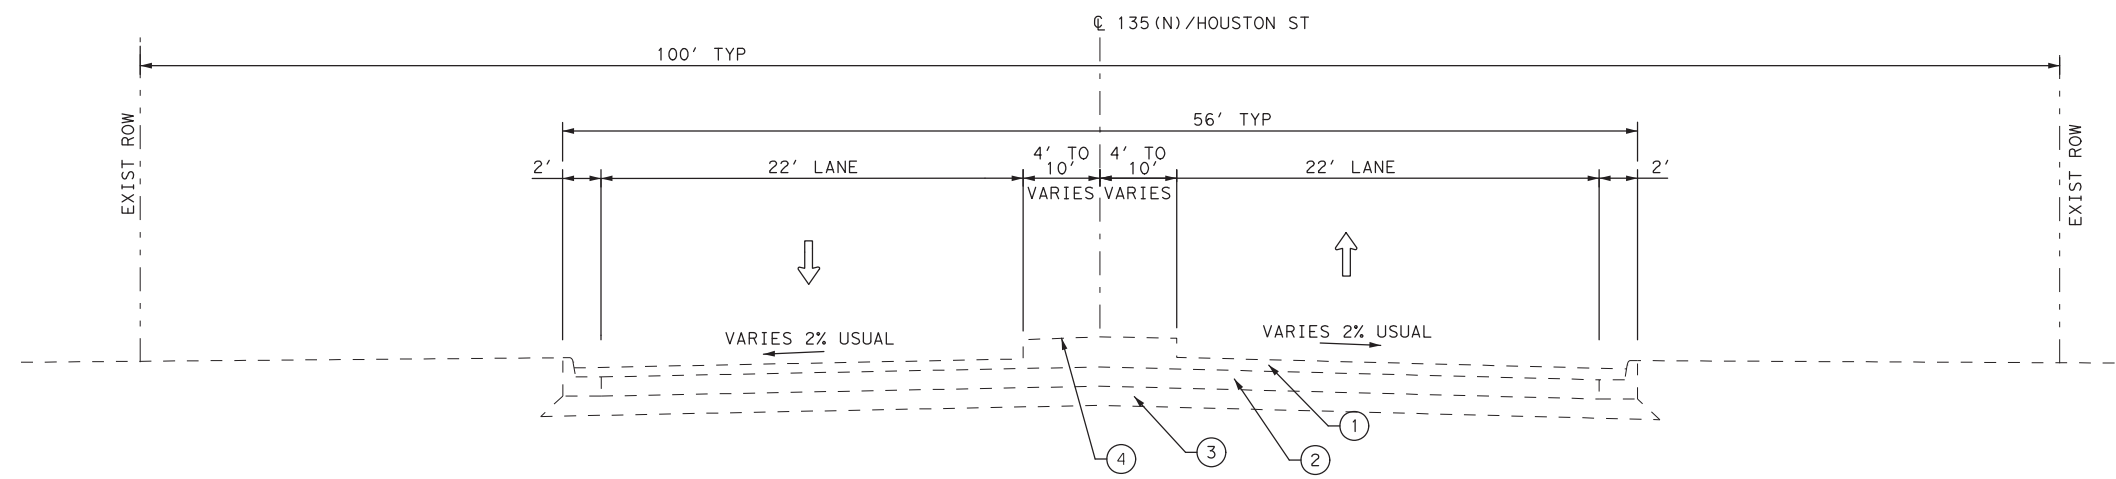 ℄ 135(N)/HOUSTON ST
100' TYP
56' TYP
2'
22' LANE
4' TO
10'
VARIES
4' TO
10'
VARIES
22' LANE
2'
EXIST ROW
EXIST ROW
VARIES 2% USUAL
VARIES 2% USUAL
1
2
3
4